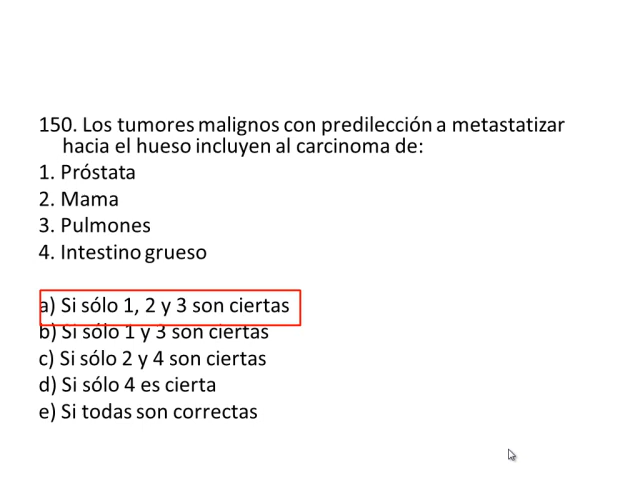 150. Los tumores malignos con predilección a metastatizar
hacia el hueso incluyen al carcinoma de:
1. Próstata
2. Mama
3. Pulmones
4. Intestino grueso
a) Si sólo 1, 2 y 3 son ciertas
b) Si sólo 1 y 3 son ciertas
c) Si sólo 2 y 4 son ciertas
d) Si sólo 4 es cierta
e) Si todas son correctas